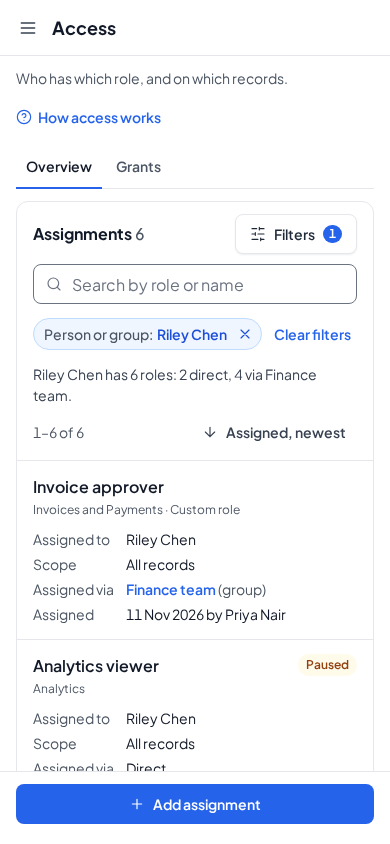 Access
Who has which role, and on which records.
How access works
Overview Grants
Assignments 6
Filters 1
Search by role or name
Person or group: Riley Chen
Clear filters
Riley Chen has 6 roles: 2 direct, 4 via Finance
team.
1–6 of 6
Assigned, newest
Invoice approver
Invoices and Payments · Custom role
Assigned to Riley Chen
Scope All records
Assigned via Finance team (group)
Assigned 11 Nov 2026 by Priya Nair
Analytics viewer
Paused
Analytics
Assigned to Riley Chen
Scope All records
Assigned via Direct
Add assignment